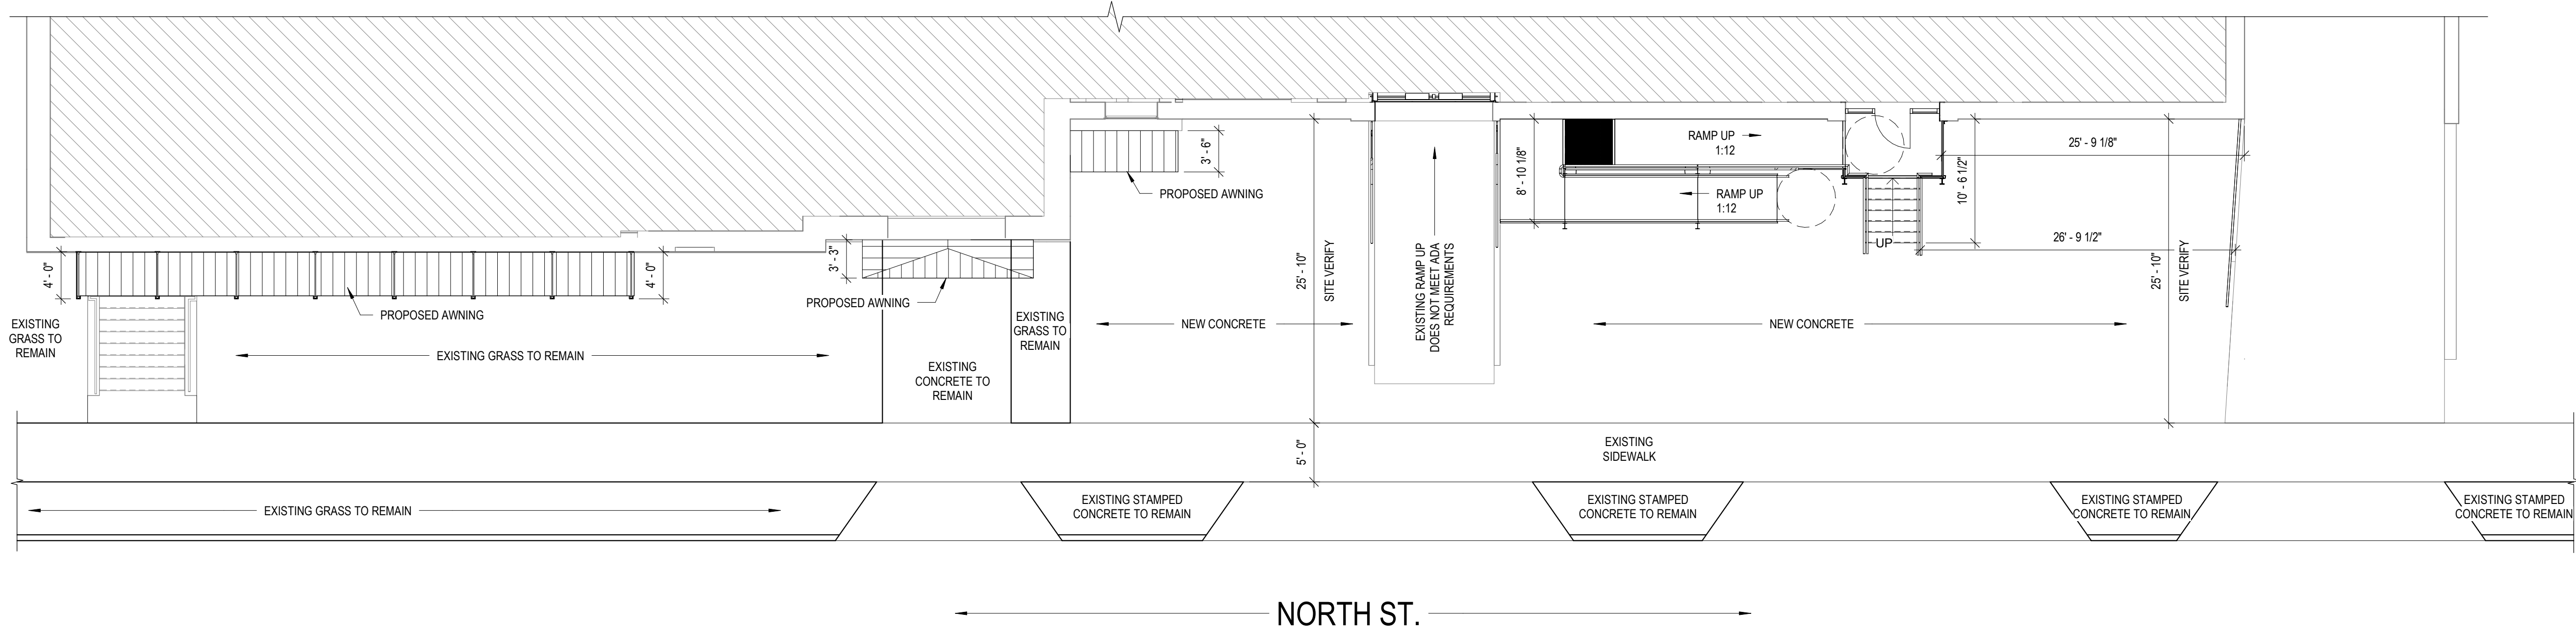 RAMP UP
1:12
25' - 9 1/8"
3' - 6"
8' - 10 1/8"
10' - 6 1/2"
PROPOSED AWNING
RAMP UP
1:12
UP
26' - 9 1/2"
4' - 0"
4' - 0"
3' - 3"
25' - 10"
SITE VERIFY
EXISTING RAMP UP
DOES NOT MEET ADA
REQUIREMENTS
25' - 10"
SITE VERIFY
PROPOSED AWNING
PROPOSED AWNING
EXISTING
GRASS TO
REMAIN
EXISTING GRASS TO REMAIN
EXISTING
CONCRETE TO
REMAIN
EXISTING
GRASS TO
REMAIN
NEW CONCRETE
NEW CONCRETE
5' - 0"
EXISTING
SIDEWALK
EXISTING GRASS TO REMAIN
EXISTING STAMPED
CONCRETE TO REMAIN
EXISTING STAMPED
CONCRETE TO REMAIN
EXISTING STAMPED
CONCRETE TO REMAIN
EXISTING STAMPED
CONCRETE TO REMAIN
NORTH ST.